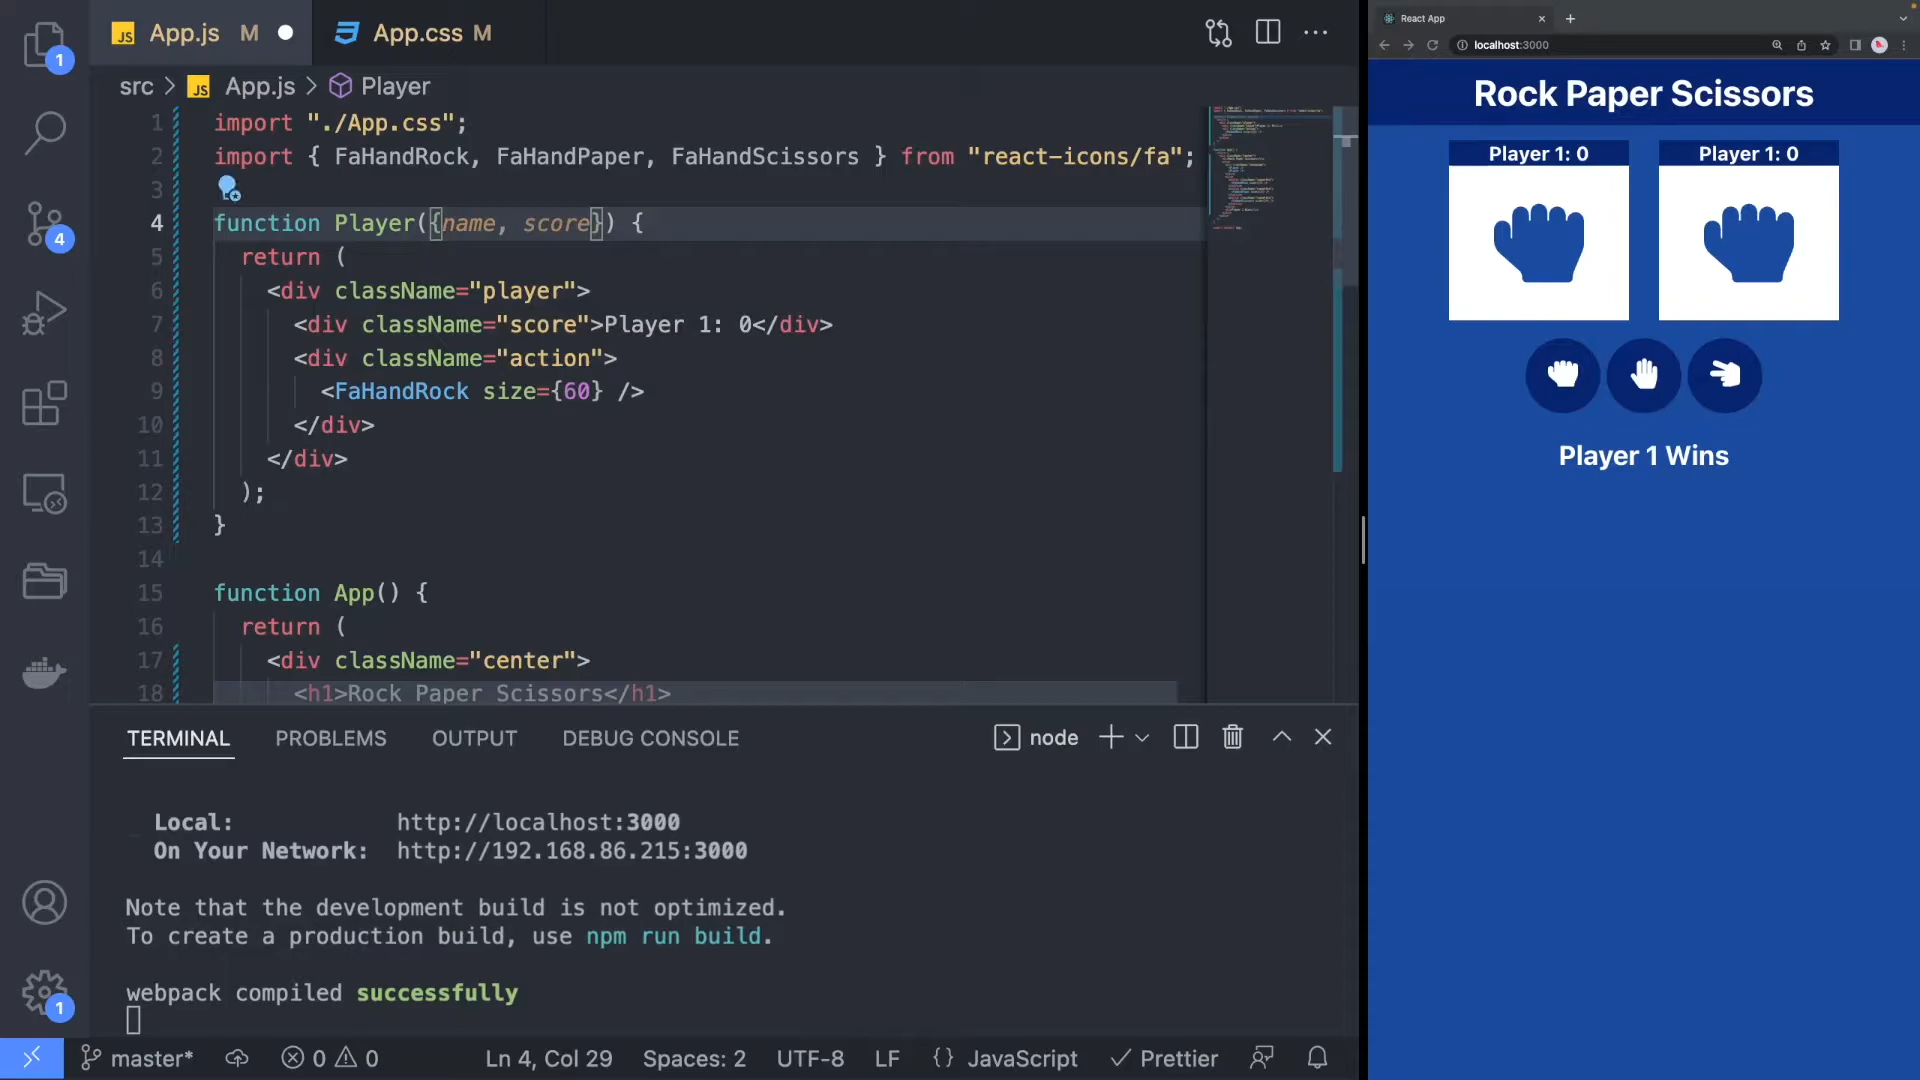 App.js M
App.css M
src > App.js > Player
1 import "./App.css";
2 import { FaHandRock, FaHandPaper, FaHandScissors } from "react-icons/fa";
3
4 function Player({name, score}) {
5 return (
6 <div className="player">
7 <div className="score">Player 1: 0</div>
8 <div className="action">
9 <FaHandRock size={60} />
10 </div>
11 </div>
12 );
13 }
14
15 function App() {
16 return (
17 <div className="center">
18 <h1>Rock Paper Scissors</h1>
1
4
1
TERMINAL PROBLEMS OUTPUT DEBUG CONSOLE node
Local: http://localhost:3000
On Your Network: http://192.168.86.215:3000
Note that the development build is not optimized.
To create a production build, use npm run build.
webpack compiled successfully
master* 0 0 Ln 4, Col 29 Spaces: 2 UTF-8 LF {} JavaScript Prettier
React App
localhost:3000
Rock Paper Scissors
Player 1: 0 Player 1: 0
Player 1 Wins